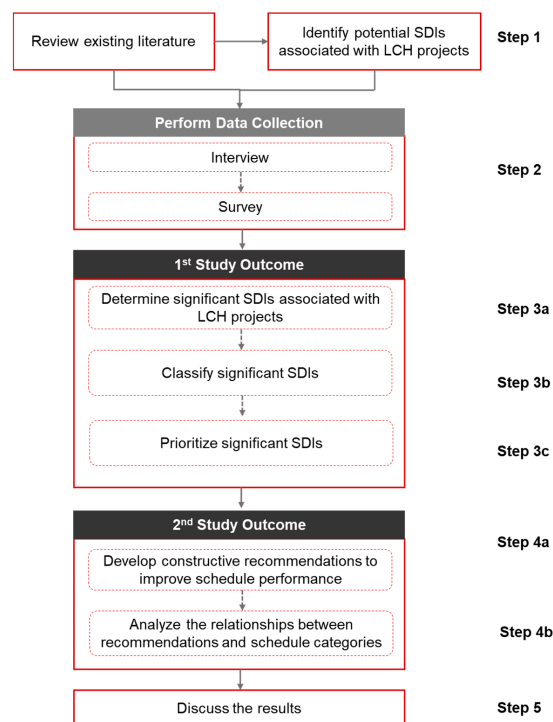 Review existing literature
Identify potential SDIs
associated with LCH projects
Step 1
Perform Data Collection
Interview
Step 2
Survey
1st Study Outcome
Determine significant SDIs associated with
LCH projects
Step 3a
Classify significant SDIs
Step 3b
Prioritize significant SDIs
Step 3c
2nd Study Outcome
Step 4a
Develop constructive recommendations to
improve schedule performance
Analyze the relationships between
recommendations and schedule categories
Step 4b
Discuss the results
Step 5